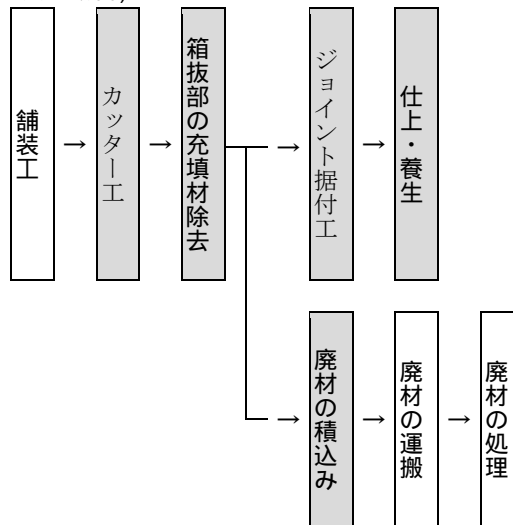 舗装工
→
カッター工
→
箱抜部の充填材除去
→
ジョイント据付工
→
仕上・養生
→
廃材の積込み
→
廃材の運搬
→
廃材の処理